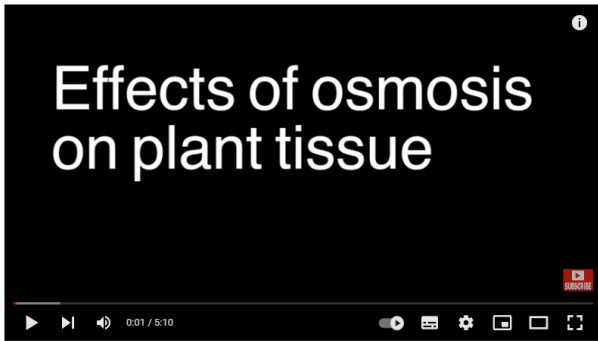 Effects of osmosis
on plant tissue
SUBSCRIBE
0:01 / 5:10